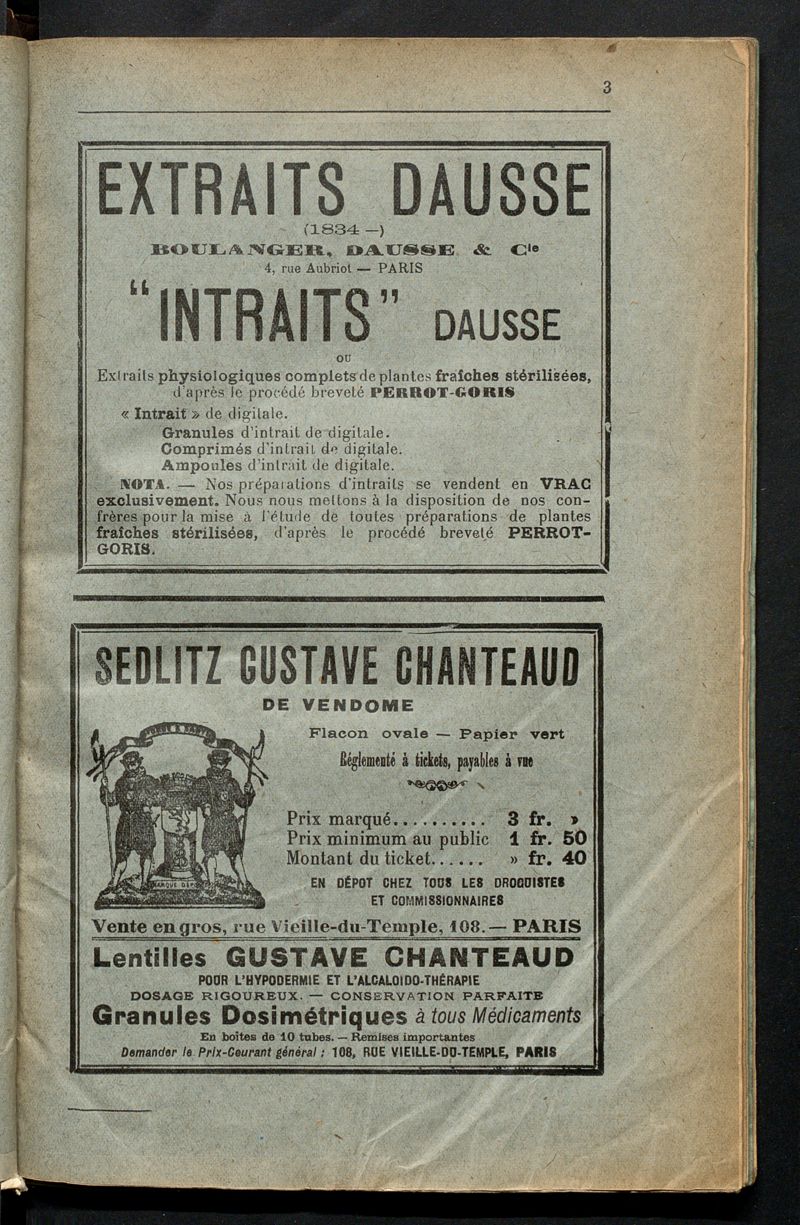 3
EXTRAITS DAUSSE
(1834 —)
BOULANGER, DAUSSE & Cie
4, rue Aubriot — PARIS
“INTRAITS” DAUSSE
OU
Extraits physiologiques complets de plantes fraîches stérilisées,
d'après le procédé breveté PERROT-GORIS
« Intrait » de digitale.
Granules d'intrait de digitale.
Comprimés d'intrait de digitale.
Ampoules d'intrait de digitale.
NOTA. — Nos préparations d'intraits se vendent en VRAC
exclusivement. Nous nous mettons à la disposition de nos con-
frères pour la mise à l'étude de toutes préparations de plantes
fraîches stérilisées, d'après le procédé breveté PERROT-
GORIS.
SEDLITZ GUSTAVE CHANTEAUD
DE VENDOME
Flacon ovale — Papier vert
Réglementé à tickets, payables à vue
Prix marqué.......... 3 fr. »
Prix minimum au public 1 fr. 50
Montant du ticket...... » fr. 40
MARQUE DÉP
EN DÉPOT CHEZ TOUS LES DROGUISTES
ET COMMISSIONNAIRES
Vente en gros, rue Vieille-du-Temple, 108. — PARIS
Lentilles GUSTAVE CHANTEAUD
POUR L'HYPODERMIE ET L'ALCALOIDO-THÉRAPIE
DOSAGE RIGOUREUX. — CONSERVATION PARFAITE
Granules Dosimétriques à tous Médicaments
En boîtes de 10 tubes. — Remises importantes
Demander le Prix-Courant général : 108, RUE VIEILLE-DU-TEMPLE, PARIS